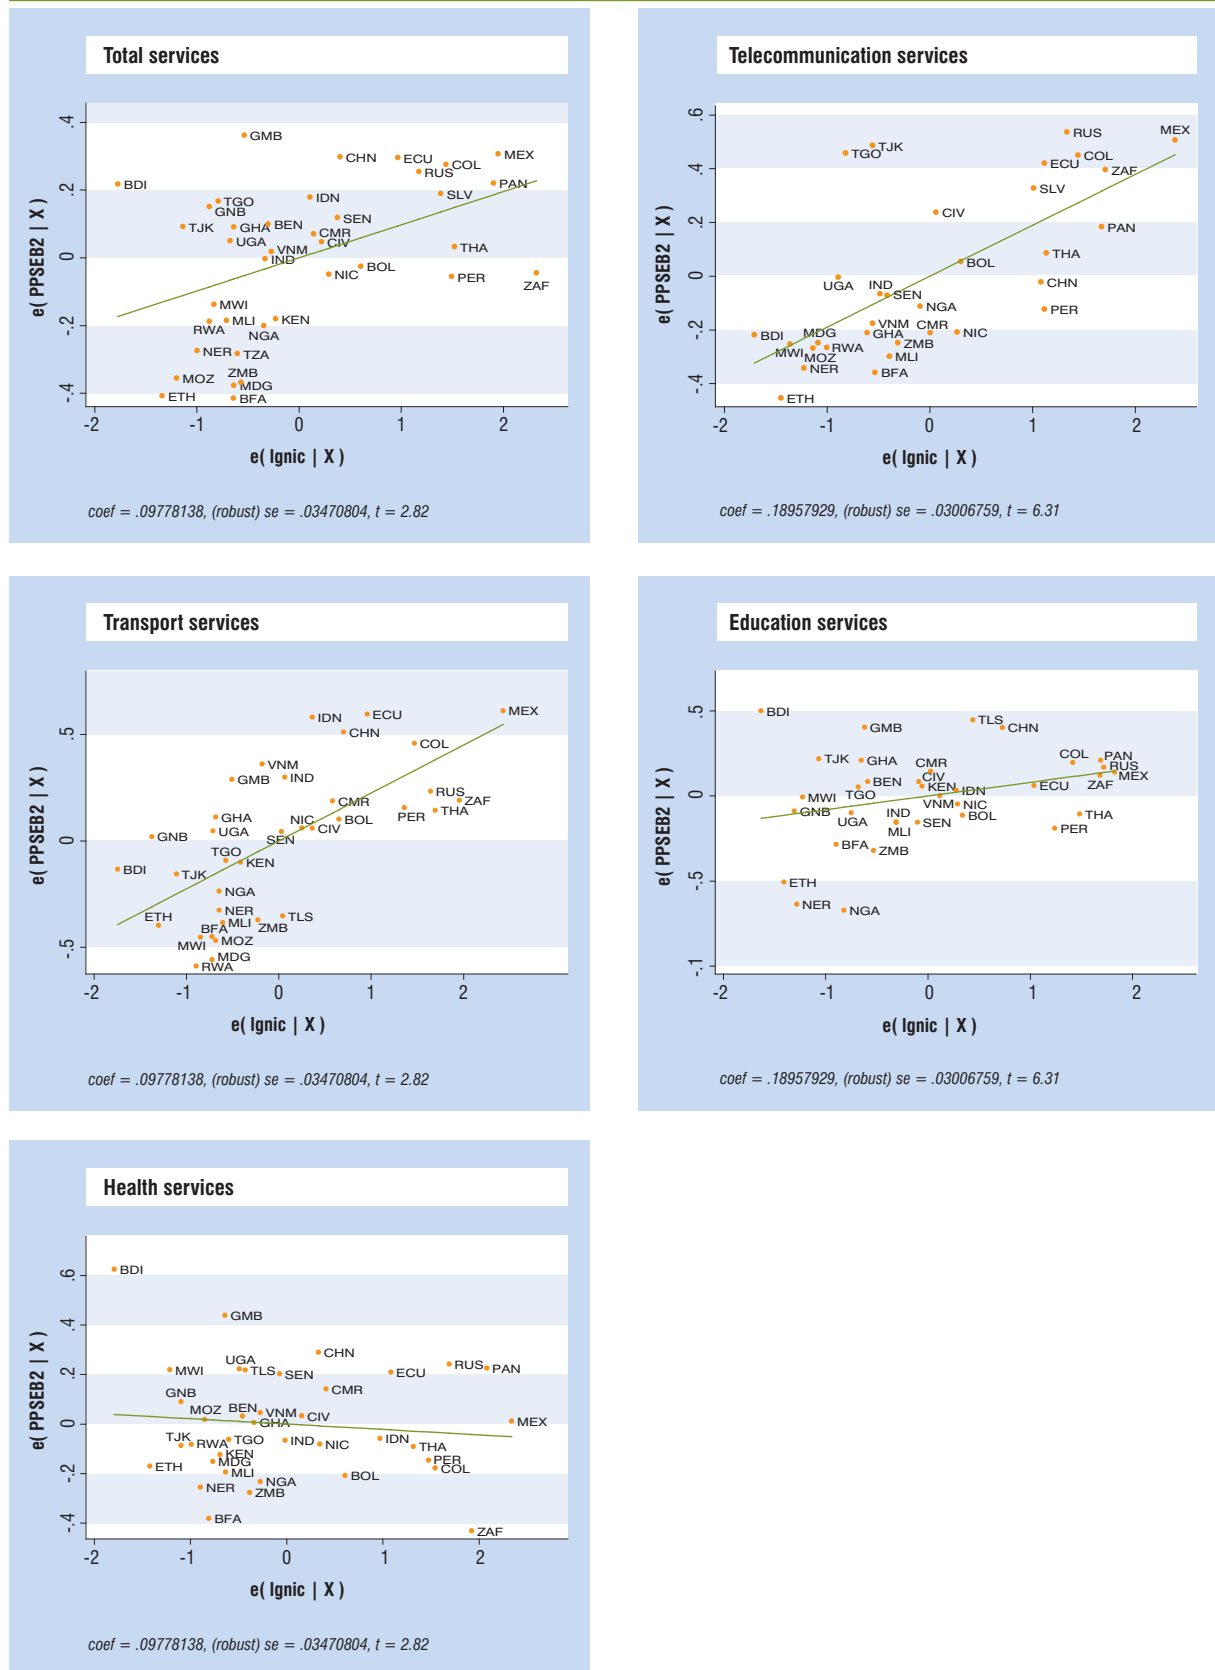 Total services
e( PPSEB2 | X )
.4
.2
0
-.2
-.4
GMB
CHN
ECU
COL
MEX
RUS
PAN
BDI
SLV
TGO
GNB
IDN
SEN
TJK
GHA
BEN
CMR
UGA
CIV
VNM
IND
THA
BOL
NIC
PER
ZAF
MWI
MLI
KEN
RWA
NGA
NER
TZA
MOZ
ZMB
MDG
ETH
BFA
-2
-1
0
1
2
e( Ignic | X )
coef = .09778138, (robust) se = .03470804, t = 2.82
Telecommunication services
e( PPSEB2 | X )
.6
.4
.2
0
-.2
-.4
RUS
MEX
TJK
TGO
COL
ECU
ZAF
SLV
CIV
PAN
THA
BOL
UGA
CHN
IND
SEN
NGA
PER
VNM
CMR
BDI
MDG
GHA
NIC
MWI
RWA
ZMB
MOZ
MLI
NER
BFA
ETH
-2
-1
0
1
2
e( Ignic | X )
coef = .18957929, (robust) se = .03006759, t = 6.31
Transport services
e( PPSEB2 | X )
.5
0
-.5
MEX
IDN
ECU
CHN
COL
VNM
GMB
IND
RUS
CMR
ZAF
THA
PER
GHA
NIC
BOL
UGA
SEN
CIV
GNB
TGO
KEN
BDI
TJK
NGA
NER
TLS
ETH
MLI
ZMB
BFA
MWI
MOZ
MDG
RWA
-2
-1
0
1
2
e( Ignic | X )
coef = .09778138, (robust) se = .03470804, t = 2.82
Education services
e( PPSEB2 | X )
.5
0
-.5
-.1
BDI
TLS
GMB
CHN
TJK
GHA
CMR
COL
PAN
RUS
MEX
CIV
BEN
KEN
IDN
ECU
ZAF
TGO
MWI
VNM
NIC
GNB
BOL
THA
UGA
IND
SEN
MLI
PER
BFA
ZMB
ETH
NER
NGA
-2
-1
0
1
2
e( Ignic | X )
coef = .18957929, (robust) se = .03006759, t = 6.31
Health services
e( PPSEB2 | X )
.6
.4
.2
0
-.2
-.4
BDI
GMB
CHN
UGA
MWI
TLS
SEN
ECU
RUS
PAN
GNB
CMR
MOZ
BEN
VNM
CIV
GHA
MEX
TJK
RWA
TGO
IND
NIC
IDN
THA
KEN
MDG
PER
ETH
MLI
COL
NGA
BOL
NER
ZMB
BFA
ZAF
-2
-1
0
1
2
e( Ignic | X )
coef = .09778138, (robust) se = .03470804, t = 2.82